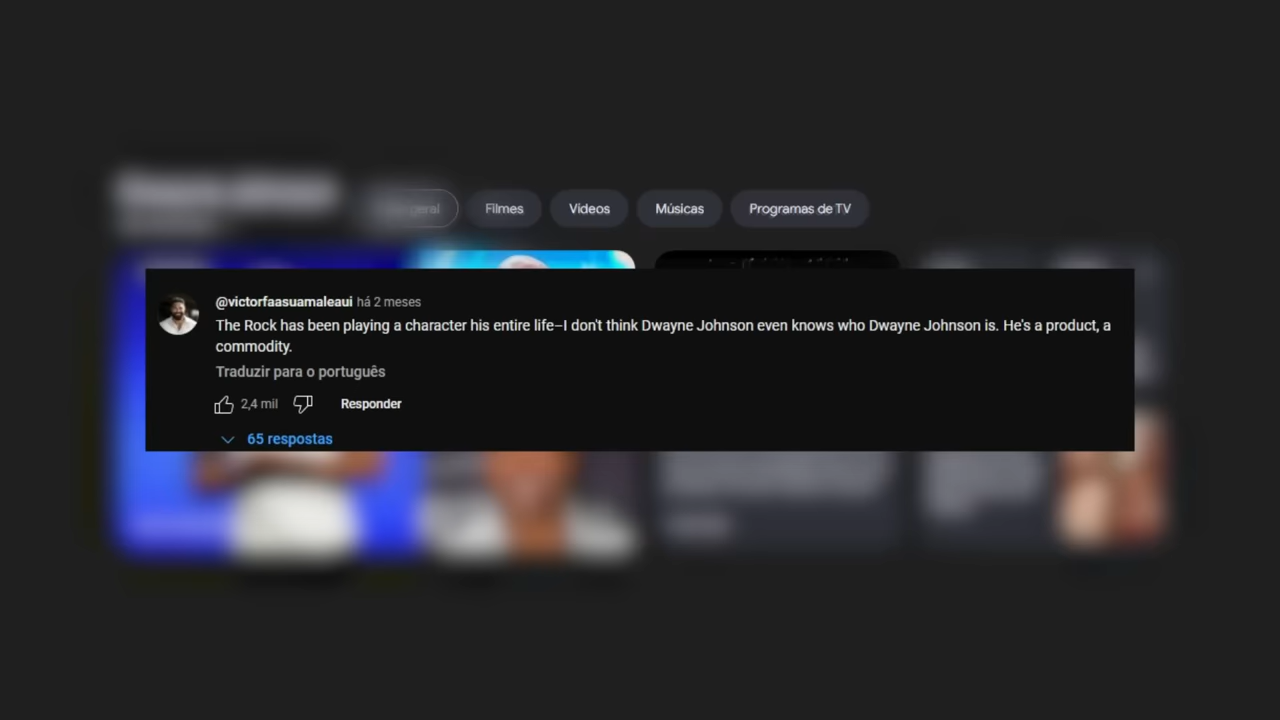 Filmes
Vídeos
Músicas
Programas de TV
@victorfaasuamaleaui há 2 meses
The Rock has been playing a character his entire life–I don't think Dwayne Johnson even knows who Dwayne Johnson is. He's a product, a
commodity.
Traduzir para o português
2,4 mil
Responder
65 respostas